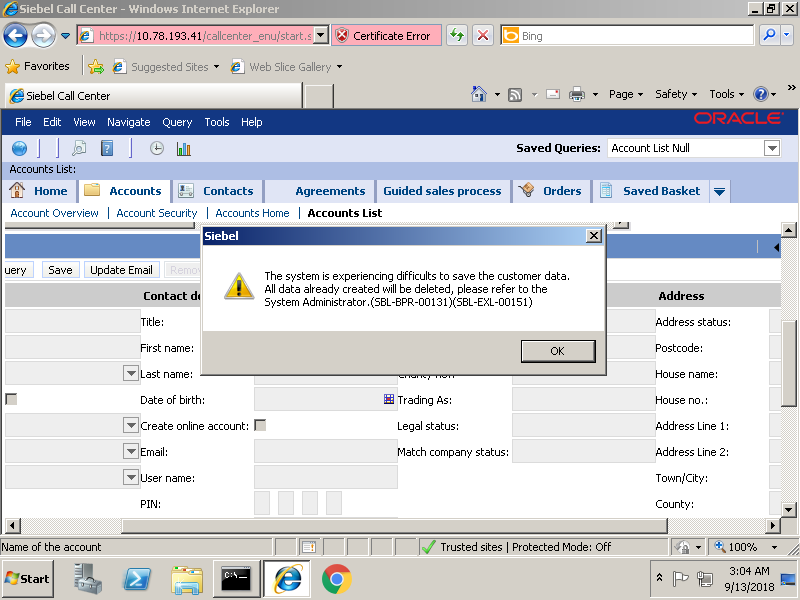 Siebel Call Center - Windows Internet Explorer
https://10.78.193.41/callcenter_enu/start.s
Certificate Error
Bing
Favorites
Suggested Sites
Web Slice Gallery
Siebel Call Center
Page
Safety
Tools
»
File Edit View Navigate Query Tools Help
ORACLE
Saved Queries:
Account List Null
Accounts List:
Home
Accounts
Contacts
Agreements
Guided sales process
Orders
Saved Basket
Account Overview | Account Security | Accounts Home | Accounts List
Siebel
The system is experiencing difficults to save the customer data.
All data already created will be deleted, please refer to the
System Administrator.(SBL-BPR-00131)(SBL-EXL-00151)
OK
uery
Save
Update Email
Remo
Address
Title:
Address status:
First name:
Postcode:
Last name:
House name:
Date of birth:
Trading As:
House no.:
Create online account:
Legal status:
Address Line 1:
Email:
Match company status:
Address Line 2:
User name:
Town/City:
PIN:
County:
Name of the account
Trusted sites | Protected Mode: Off
100%
Start
C:\.
3:04 AM
9/13/2018